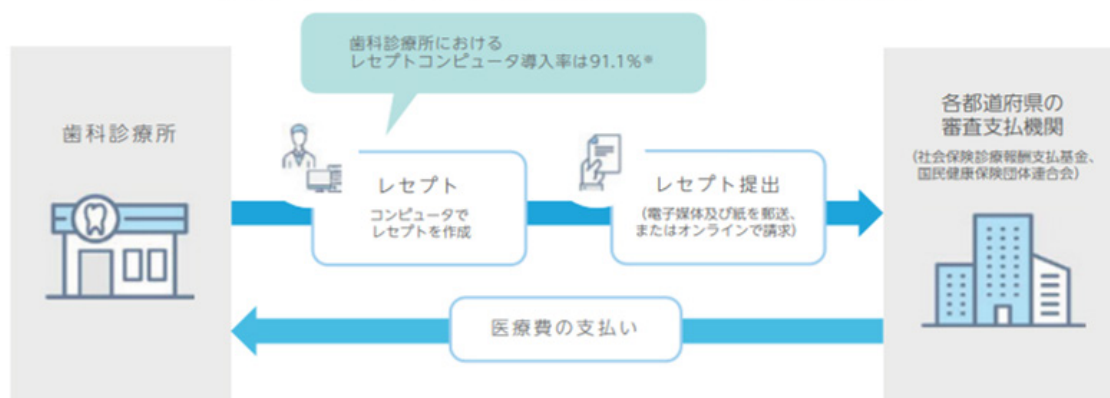 歯科診療所における
レセプトコンピュータ導入率は91.1%※
歯科診療所
レセプト
コンピュータで
レセプトを作成
レセプト提出
(電子媒体及び紙を郵送、
またはオンラインで請求)
各都道府県の
審査支払機関
(社会保険診療報酬支払基金、
国民健康保険団体連合会)
医療費の支払い